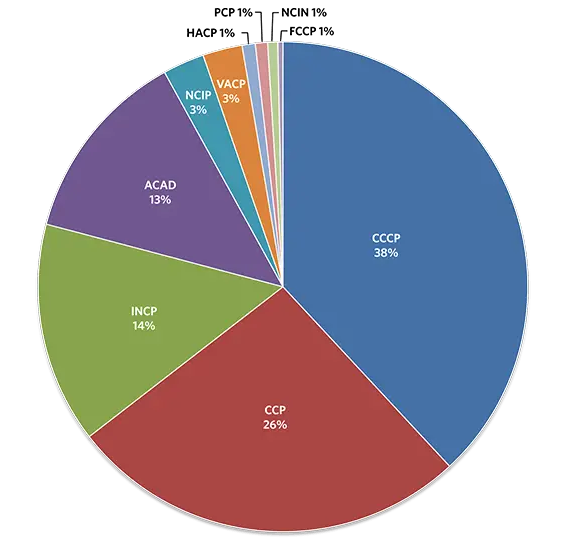 PCP 1%
NCIN 1%
HACP 1%
FCCP 1%
VACP
3%
NCIP
3%
ACAD
13%
CCCP
38%
INCP
14%
CCP
26%